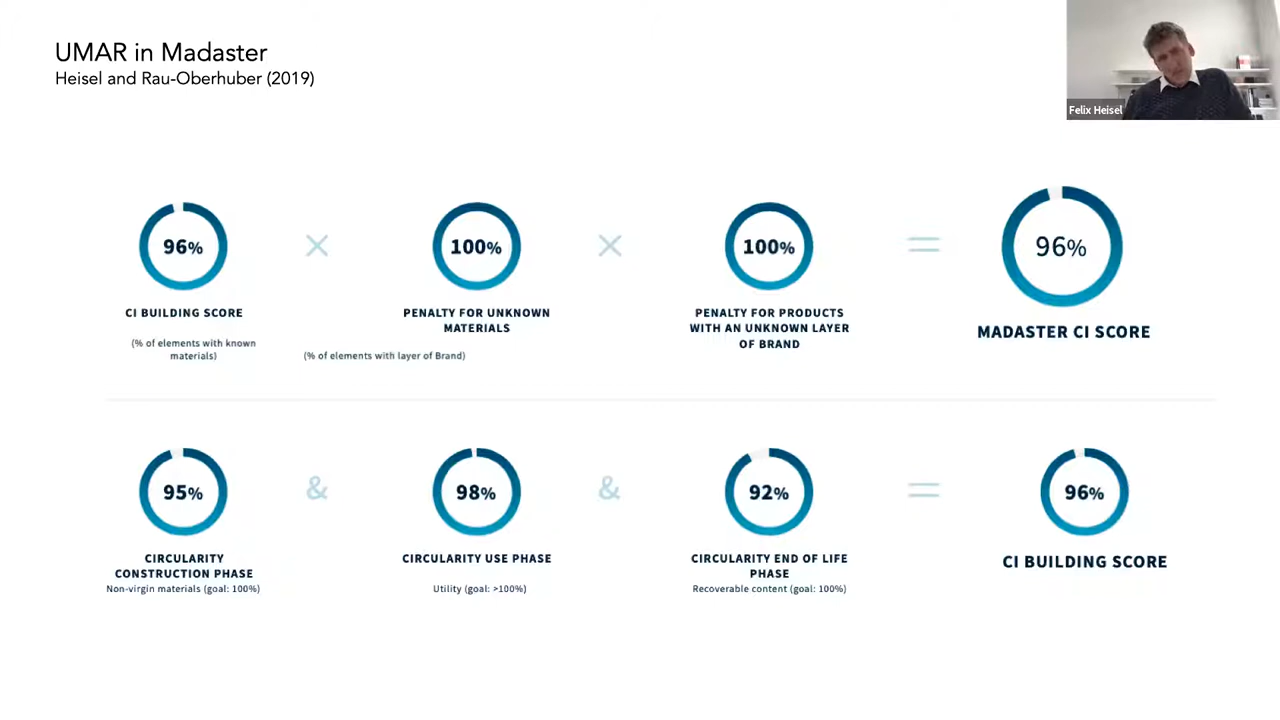 UMAR in Madaster
Heisel and Rau-Oberhuber (2019)
Felix Heisel
96%
×
100%
×
100%
=
96%
CI BUILDING SCORE
(% of elements with known
materials)
PENALTY FOR UNKNOWN
MATERIALS
(% of elements with layer of Brand)
PENALTY FOR PRODUCTS
WITH AN UNKNOWN LAYER
OF BRAND
MADASTER CI SCORE
95%
&
98%
&
92%
=
96%
CIRCULARITY
CONSTRUCTION PHASE
Non-virgin materials (goal: 100%)
CIRCULARITY USE PHASE
Utility (goal: >100%)
CIRCULARITY END OF LIFE
PHASE
Recoverable content (goal: 100%)
CI BUILDING SCORE